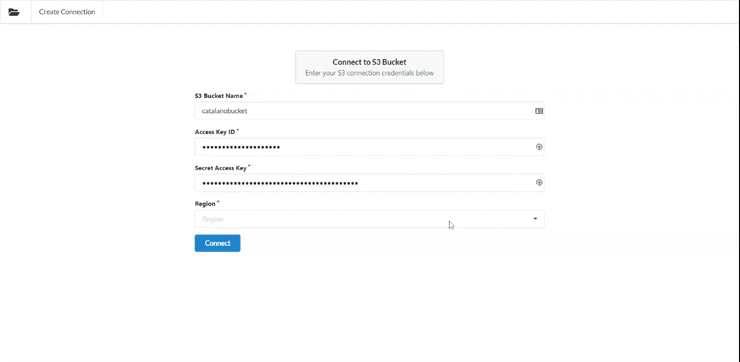 Create Connection
Connect to S3 Bucket
Enter your S3 connection credentials below
S3 Bucket Name*
catalanobucket
Access Key ID*
••••••••••••••••••••
Secret Access Key*
••••••••••••••••••••••••••••••••••••••••
Region*
Region
Connect